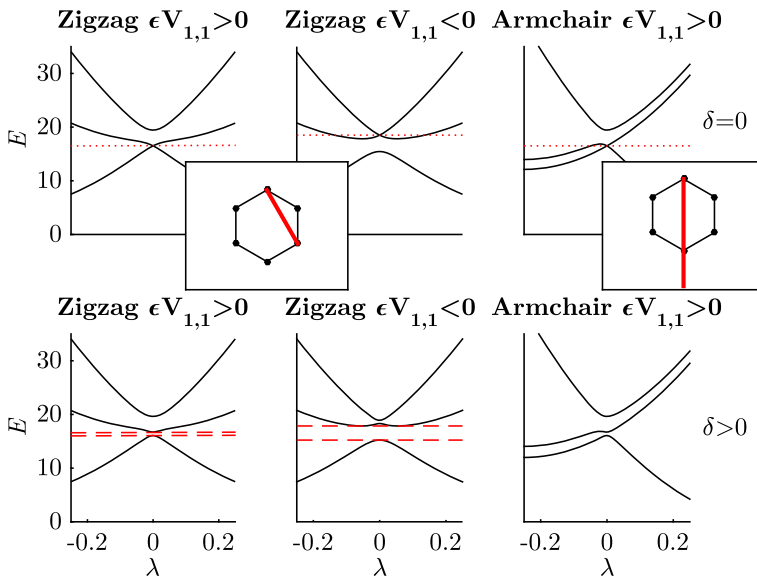 Zigzag ϵV1,1>0 Zigzag ϵV1,1<0 Armchair ϵV1,1>0
30
20
10
0
E
δ=0
Zigzag ϵV1,1>0 Zigzag ϵV1,1<0 Armchair ϵV1,1>0
30
20
10
0
E
δ>0
-0.2 0 0.2 -0.2 0 0.2 -0.2 0 0.2
λ λ λ